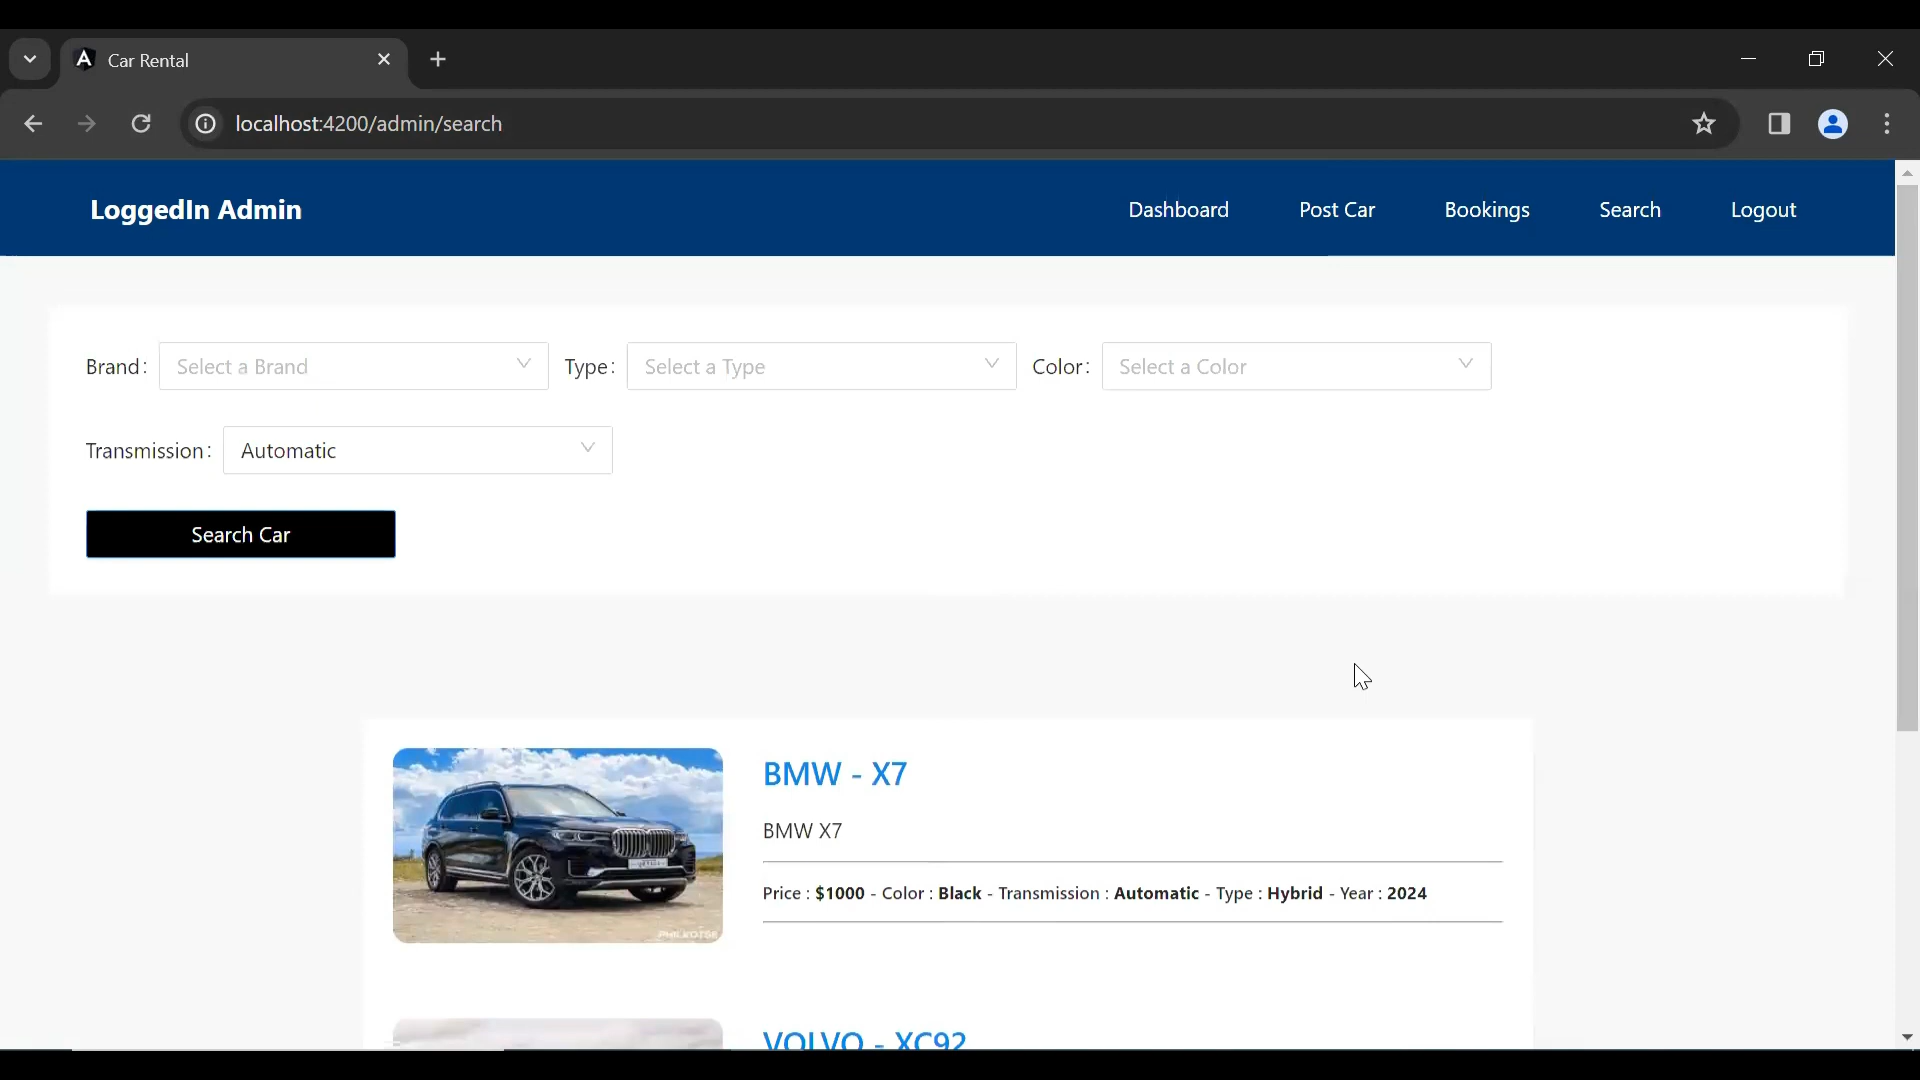 Car Rental
localhost:4200/admin/search
LoggedIn Admin
Dashboard
Post Car
Bookings
Search
Logout
Brand:
Select a Brand
Type:
Select a Type
Color:
Select a Color
Transmission:
Automatic
Search Car
BMW - X7
BMW X7
Price : $1000 - Color : Black - Transmission : Automatic - Type : Hybrid - Year : 2024
PHILKOTSE
VOLVO - XC92